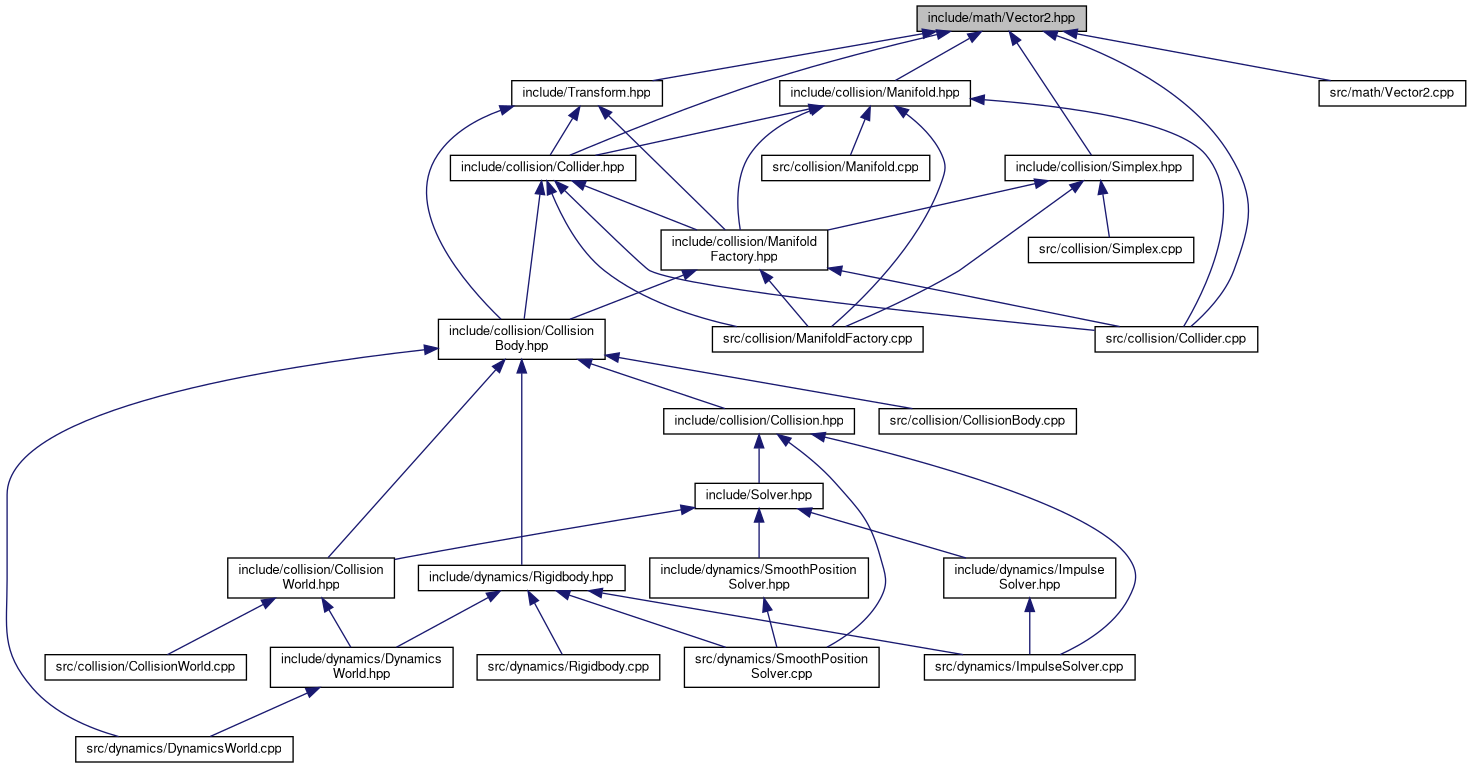 include/math/Vector2.hpp
include/Transform.hpp
include/collision/Manifold.hpp
src/math/Vector2.cpp
include/collision/Collider.hpp
src/collision/Manifold.cpp
include/collision/Simplex.hpp
include/collision/Manifold
Factory.hpp
src/collision/Simplex.cpp
include/collision/Collision
Body.hpp
src/collision/ManifoldFactory.cpp
src/collision/Collider.cpp
include/collision/Collision.hpp
src/collision/CollisionBody.cpp
include/Solver.hpp
include/collision/Collision
World.hpp
include/dynamics/Rigidbody.hpp
include/dynamics/SmoothPosition
Solver.hpp
include/dynamics/Impulse
Solver.hpp
src/collision/CollisionWorld.cpp
include/dynamics/Dynamics
World.hpp
src/dynamics/Rigidbody.cpp
src/dynamics/SmoothPosition
Solver.cpp
src/dynamics/ImpulseSolver.cpp
src/dynamics/DynamicsWorld.cpp